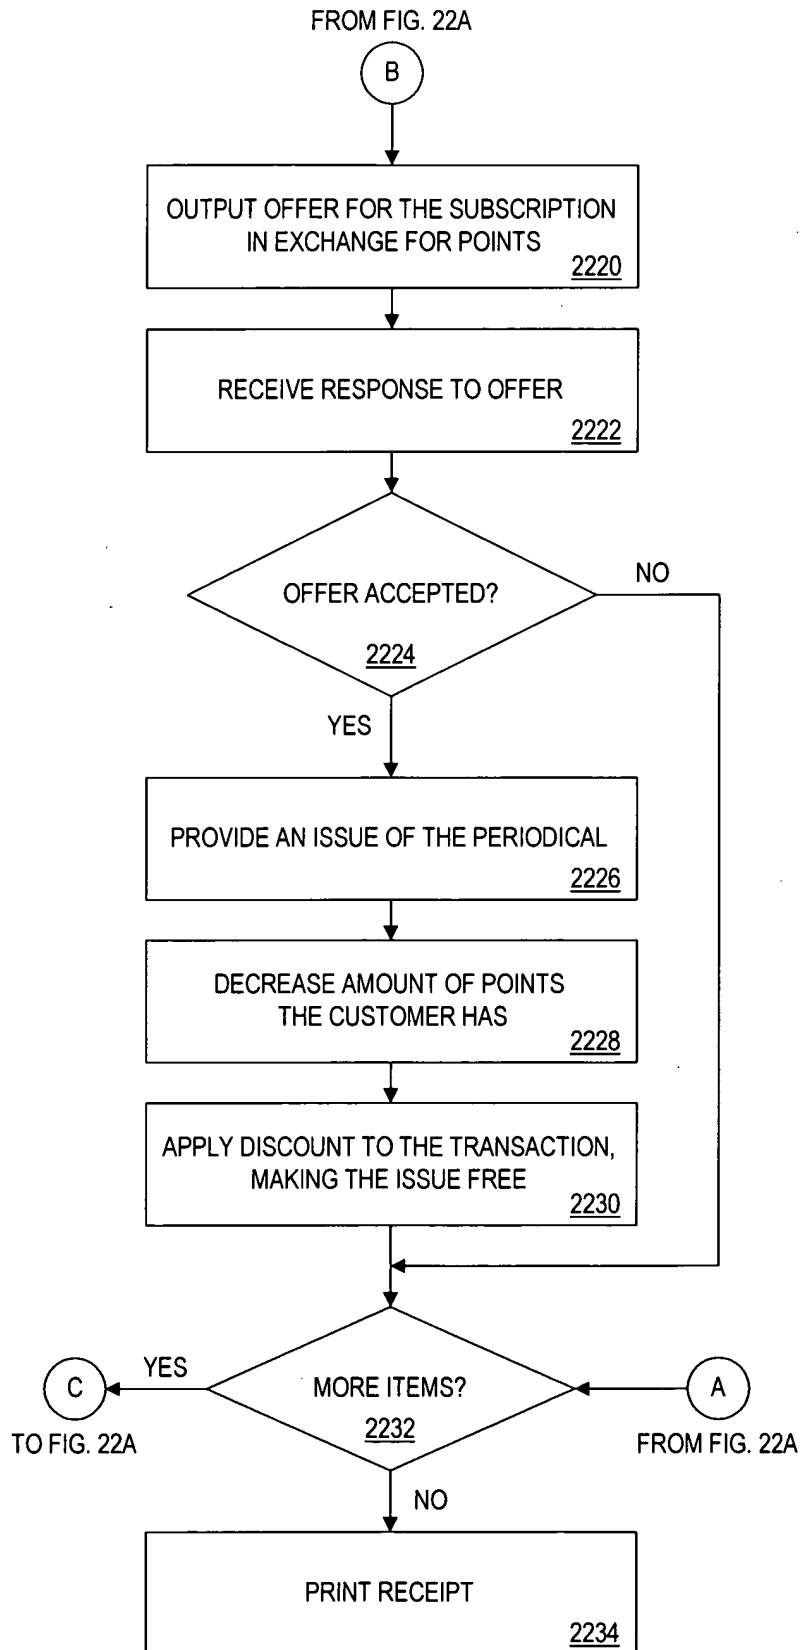 FROM FIG. 22A
B
OUTPUT OFFER FOR THE SUBSCRIPTION
IN EXCHANGE FOR POINTS
2220
RECEIVE RESPONSE TO OFFER
2222
OFFER ACCEPTED?
2224
NO
YES
PROVIDE AN ISSUE OF THE PERIODICAL
2226
DECREASE AMOUNT OF POINTS
THE CUSTOMER HAS
2228
APPLY DISCOUNT TO THE TRANSACTION,
MAKING THE ISSUE FREE
2230
C
TO FIG. 22A
YES
MORE ITEMS?
2232
A
FROM FIG. 22A
NO
PRINT RECEIPT
2234